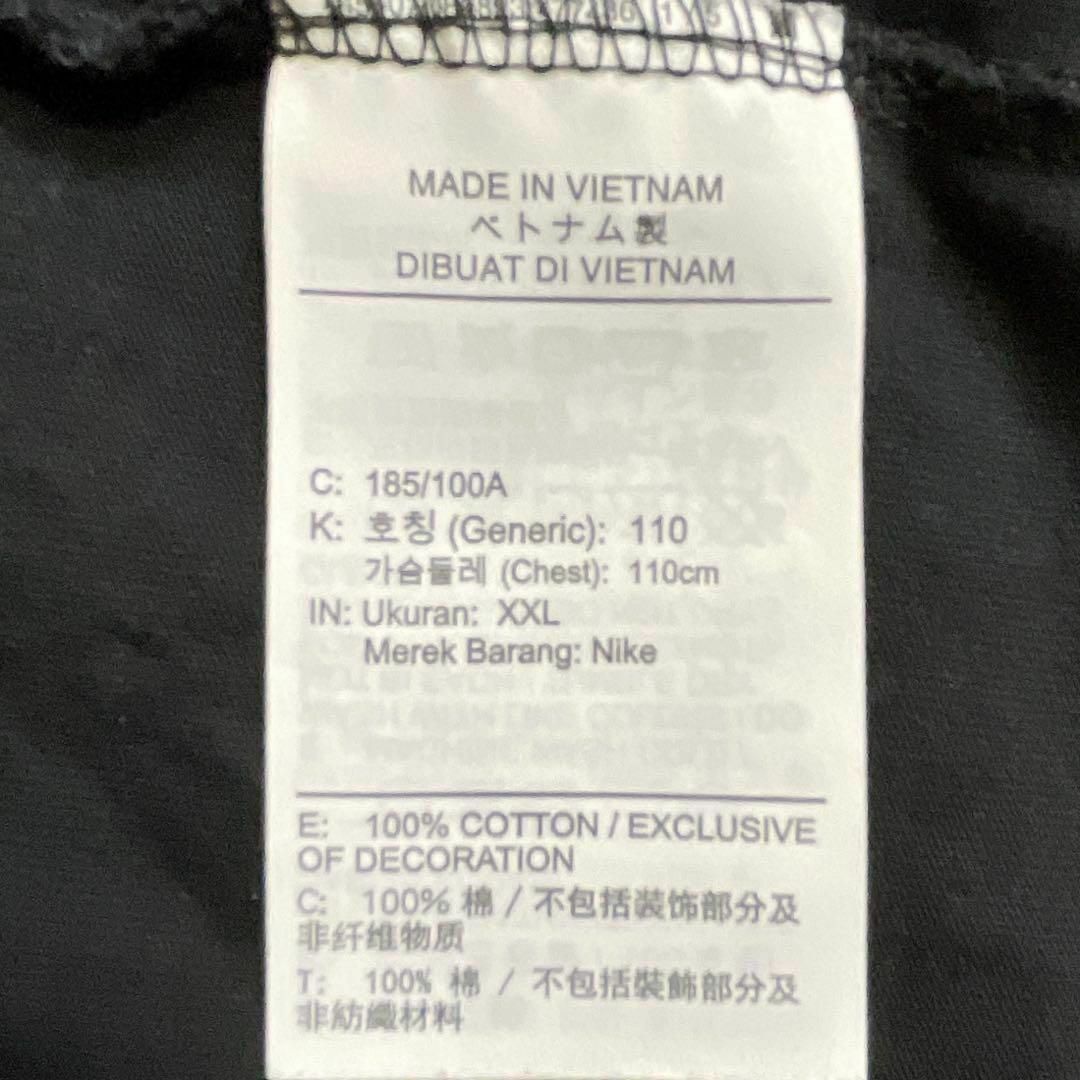 MADE IN VIETNAM
ベトナム製
DIBUAT DI VIETNAM
C: 185/100A
K: 호칭 (Generic): 110
가슴둘레 (Chest): 110cm
IN: Ukuran: XXL
Merek Barang: Nike
E: 100% COTTON / EXCLUSIVE
OF DECORATION
C: 100% 棉 / 不包括装饰部分及
非纤维物质
T: 100% 棉 / 不包括裝飾部分及
非紡織材料